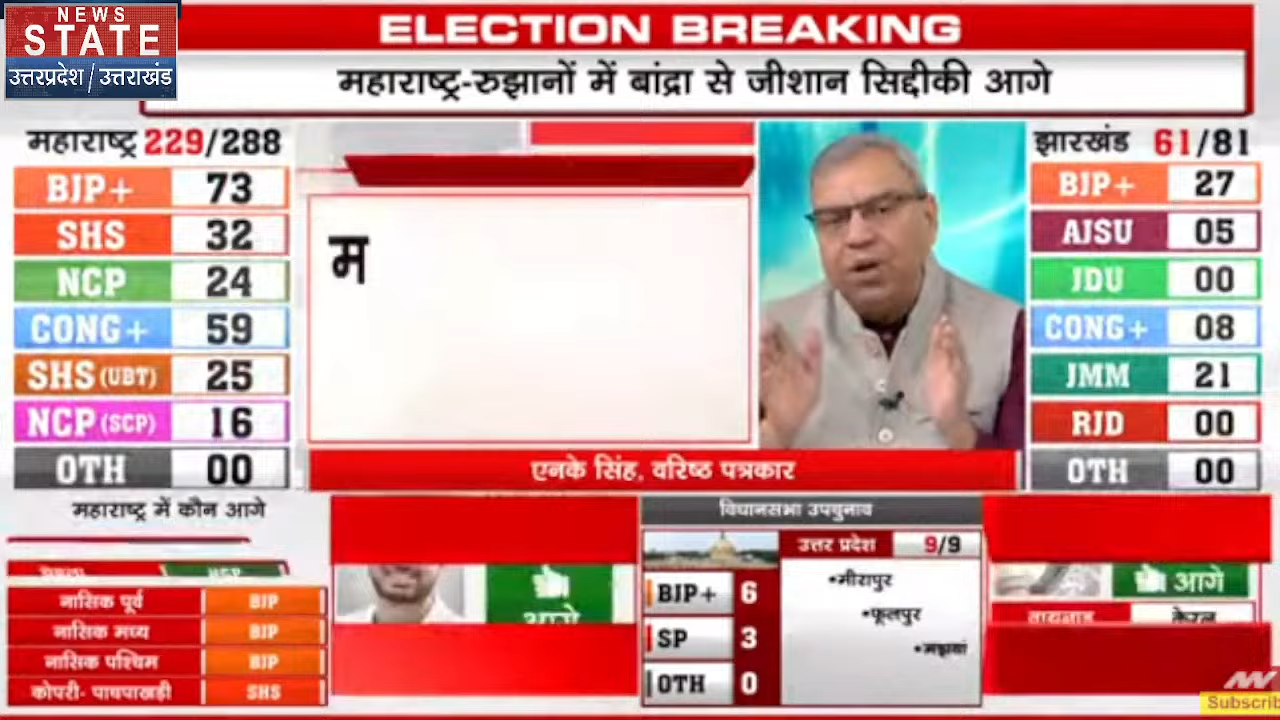 NEWS
STATE
उत्तरप्रदेश/उत्तराखंड
ELECTION BREAKING
महाराष्ट्र-रुझानों में बांद्रा से जीशान सिद्दीकी आगे
महाराष्ट्र 229/288
BJP+ 73
SHS 32
NCP 24
CONG+ 59
SHS (UBT) 25
NCP (SCP) 16
OTH 00
म
झारखंड 61/81
BJP+ 27
AJSU 05
JDU 00
CONG+ 08
JMM 21
RJD 00
OTH 00
एनके सिंह, वरिष्ठ पत्रकार
महाराष्ट्र में कौन आगे
नासिक पूर्व BJP
नासिक मध्य BJP
नासिक पश्चिम BJP
कोपरी- पाचपाखड़ी SHS
आगे
विधानसभा उपचुनाव
उत्तर प्रदेश 9/9
BJP+ 6
SP 3
OTH 0
•मीरापुर
•फूलपुर
•मझवां
आगे
वायनाड केरल
Subscrib